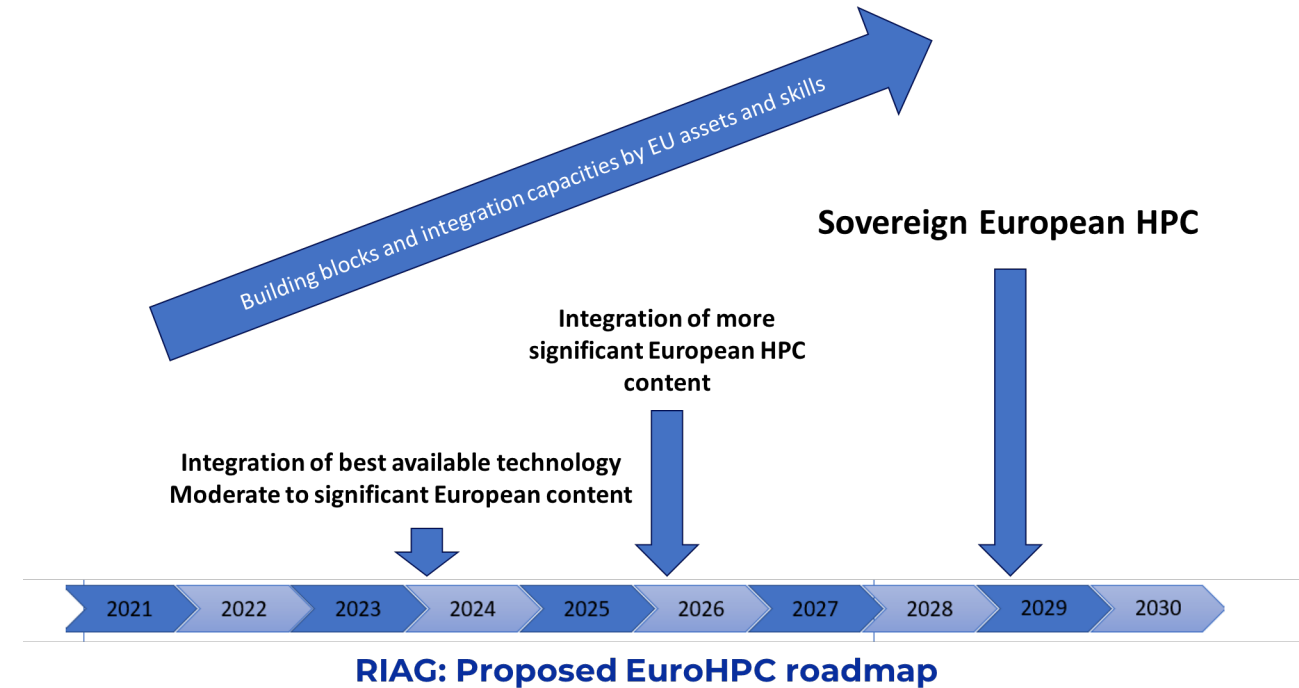 Building blocks and integration capacities by EU assets and skills
Sovereign European HPC
Integration of more
significant European HPC
content
Integration of best available technology
Moderate to significant European content
2021 2022 2023 2024 2025 2026 2027 2028 2029 2030
RIAG: Proposed EuroHPC roadmap